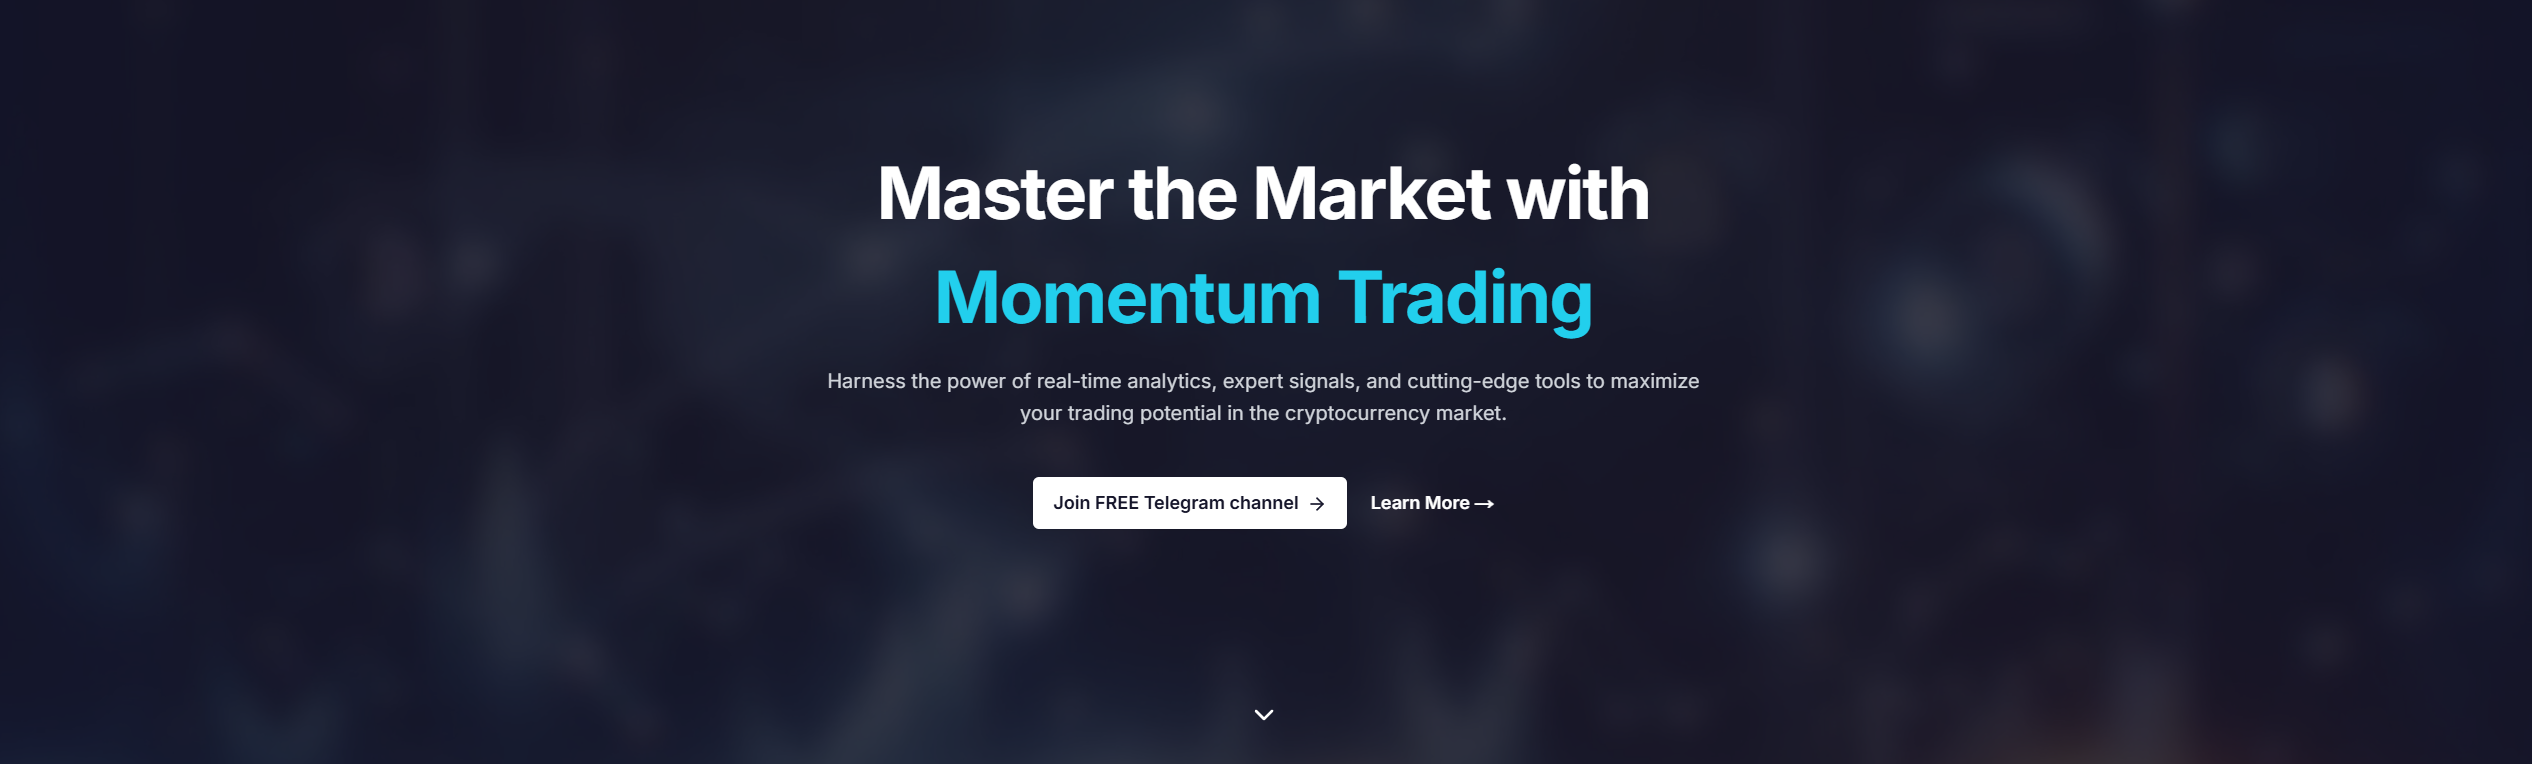 Master the Market with
Momentum Trading
Harness the power of real-time analytics, expert signals, and cutting-edge tools to maximize
your trading potential in the cryptocurrency market.
Join FREE Telegram channel →
Learn More →